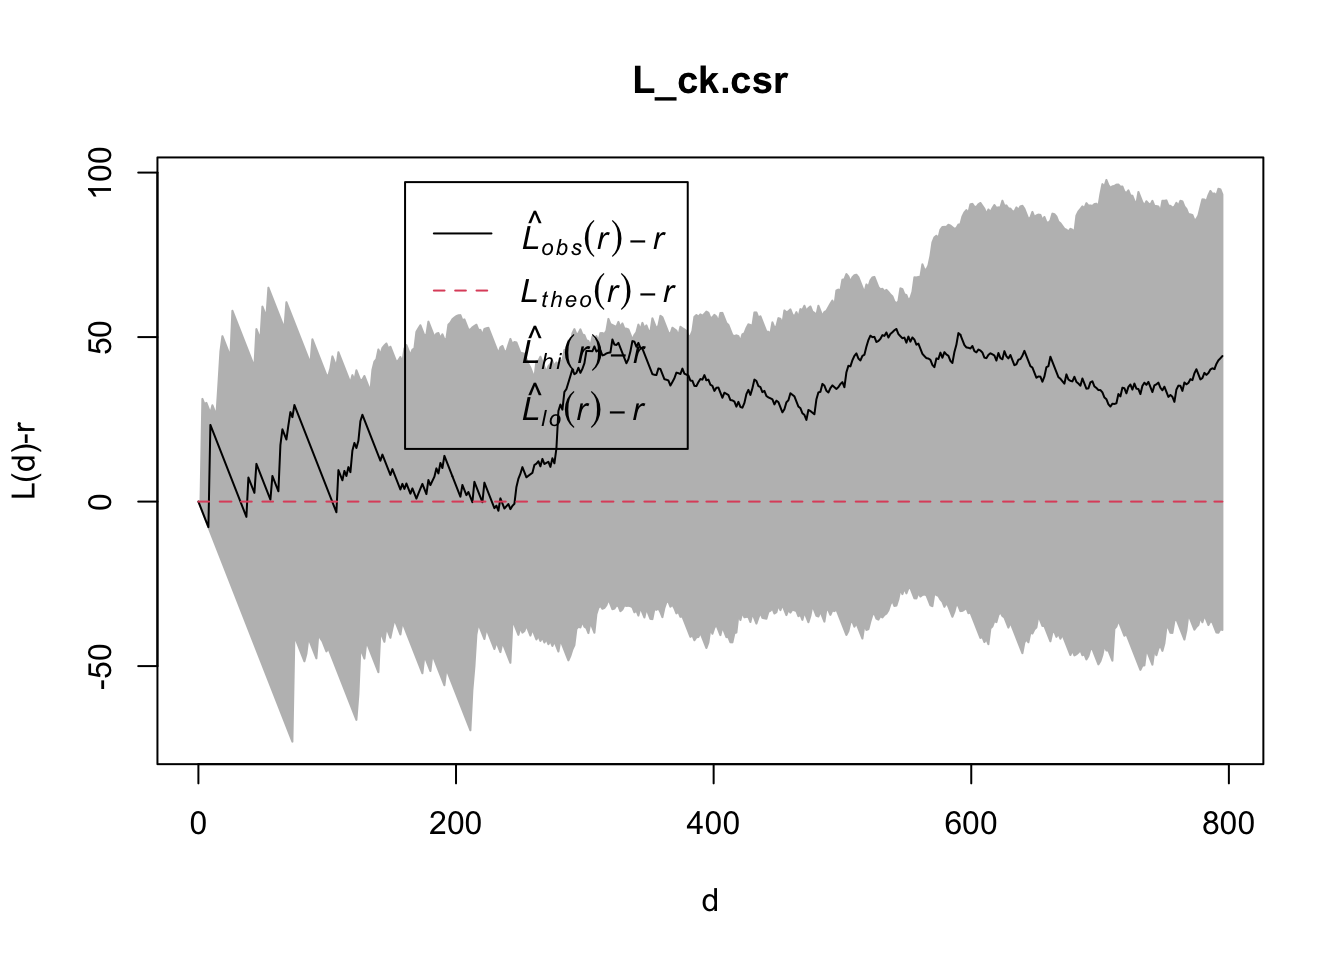 L_ck.csr
L̂obs(r) − r
Ltheo(r) − r
L̂hi(r) − r
L̂lo(r) − r
100
50
0
-50
L(d)-r
0 200 400 600 800
d